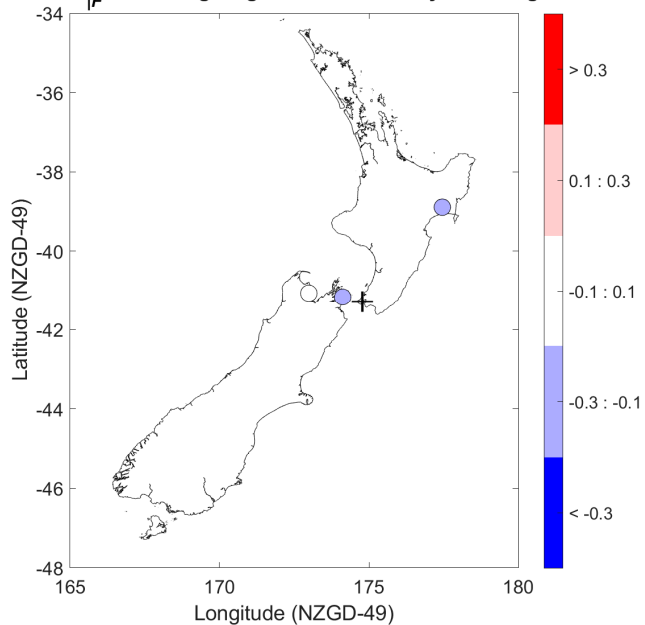 -34
-36
-38
-40
-42
-44
-46
-48
165
170
175
180
Latitude (NZGD-49)
Longitude (NZGD-49)
> 0.3
0.1 : 0.3
-0.1 : 0.1
-0.3 : -0.1
< -0.3